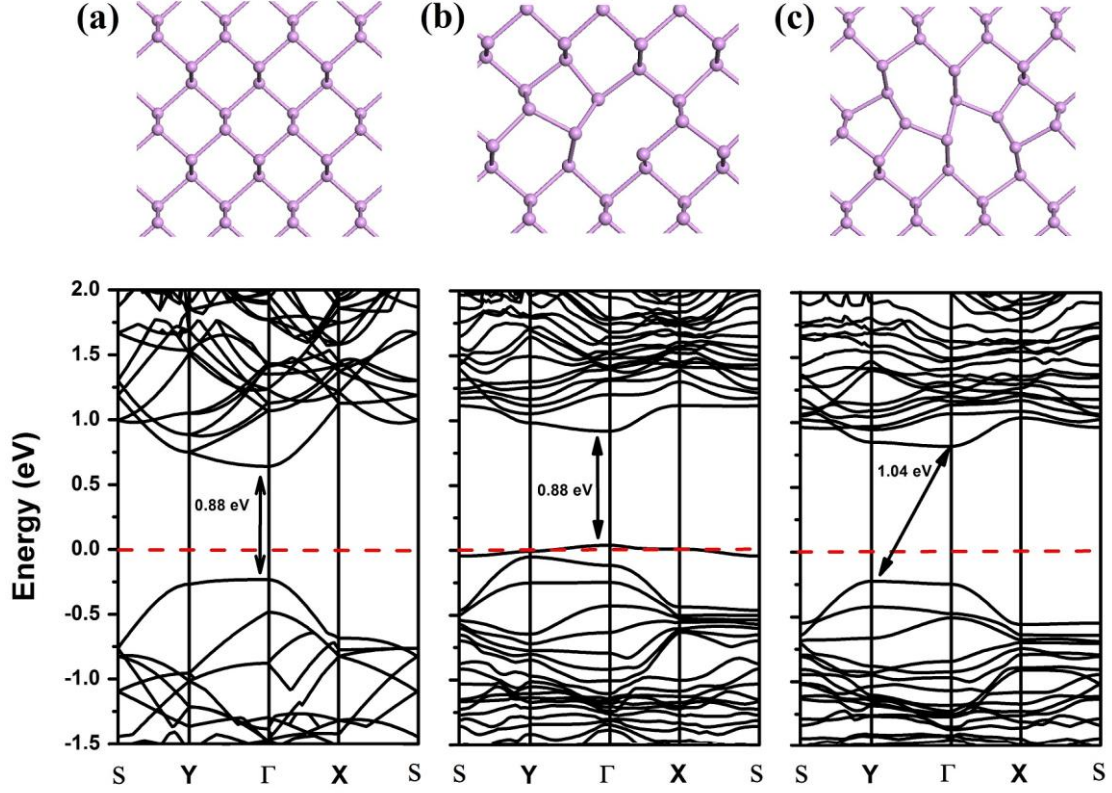 (a) (b) (c)
Energy (eV)
2.0
1.5
1.0
0.5
0.0
-0.5
-1.0
-1.5
0.88 eV
0.88 eV
1.04 eV
S Y Γ X S
S Y Γ X S
S Y Γ X S